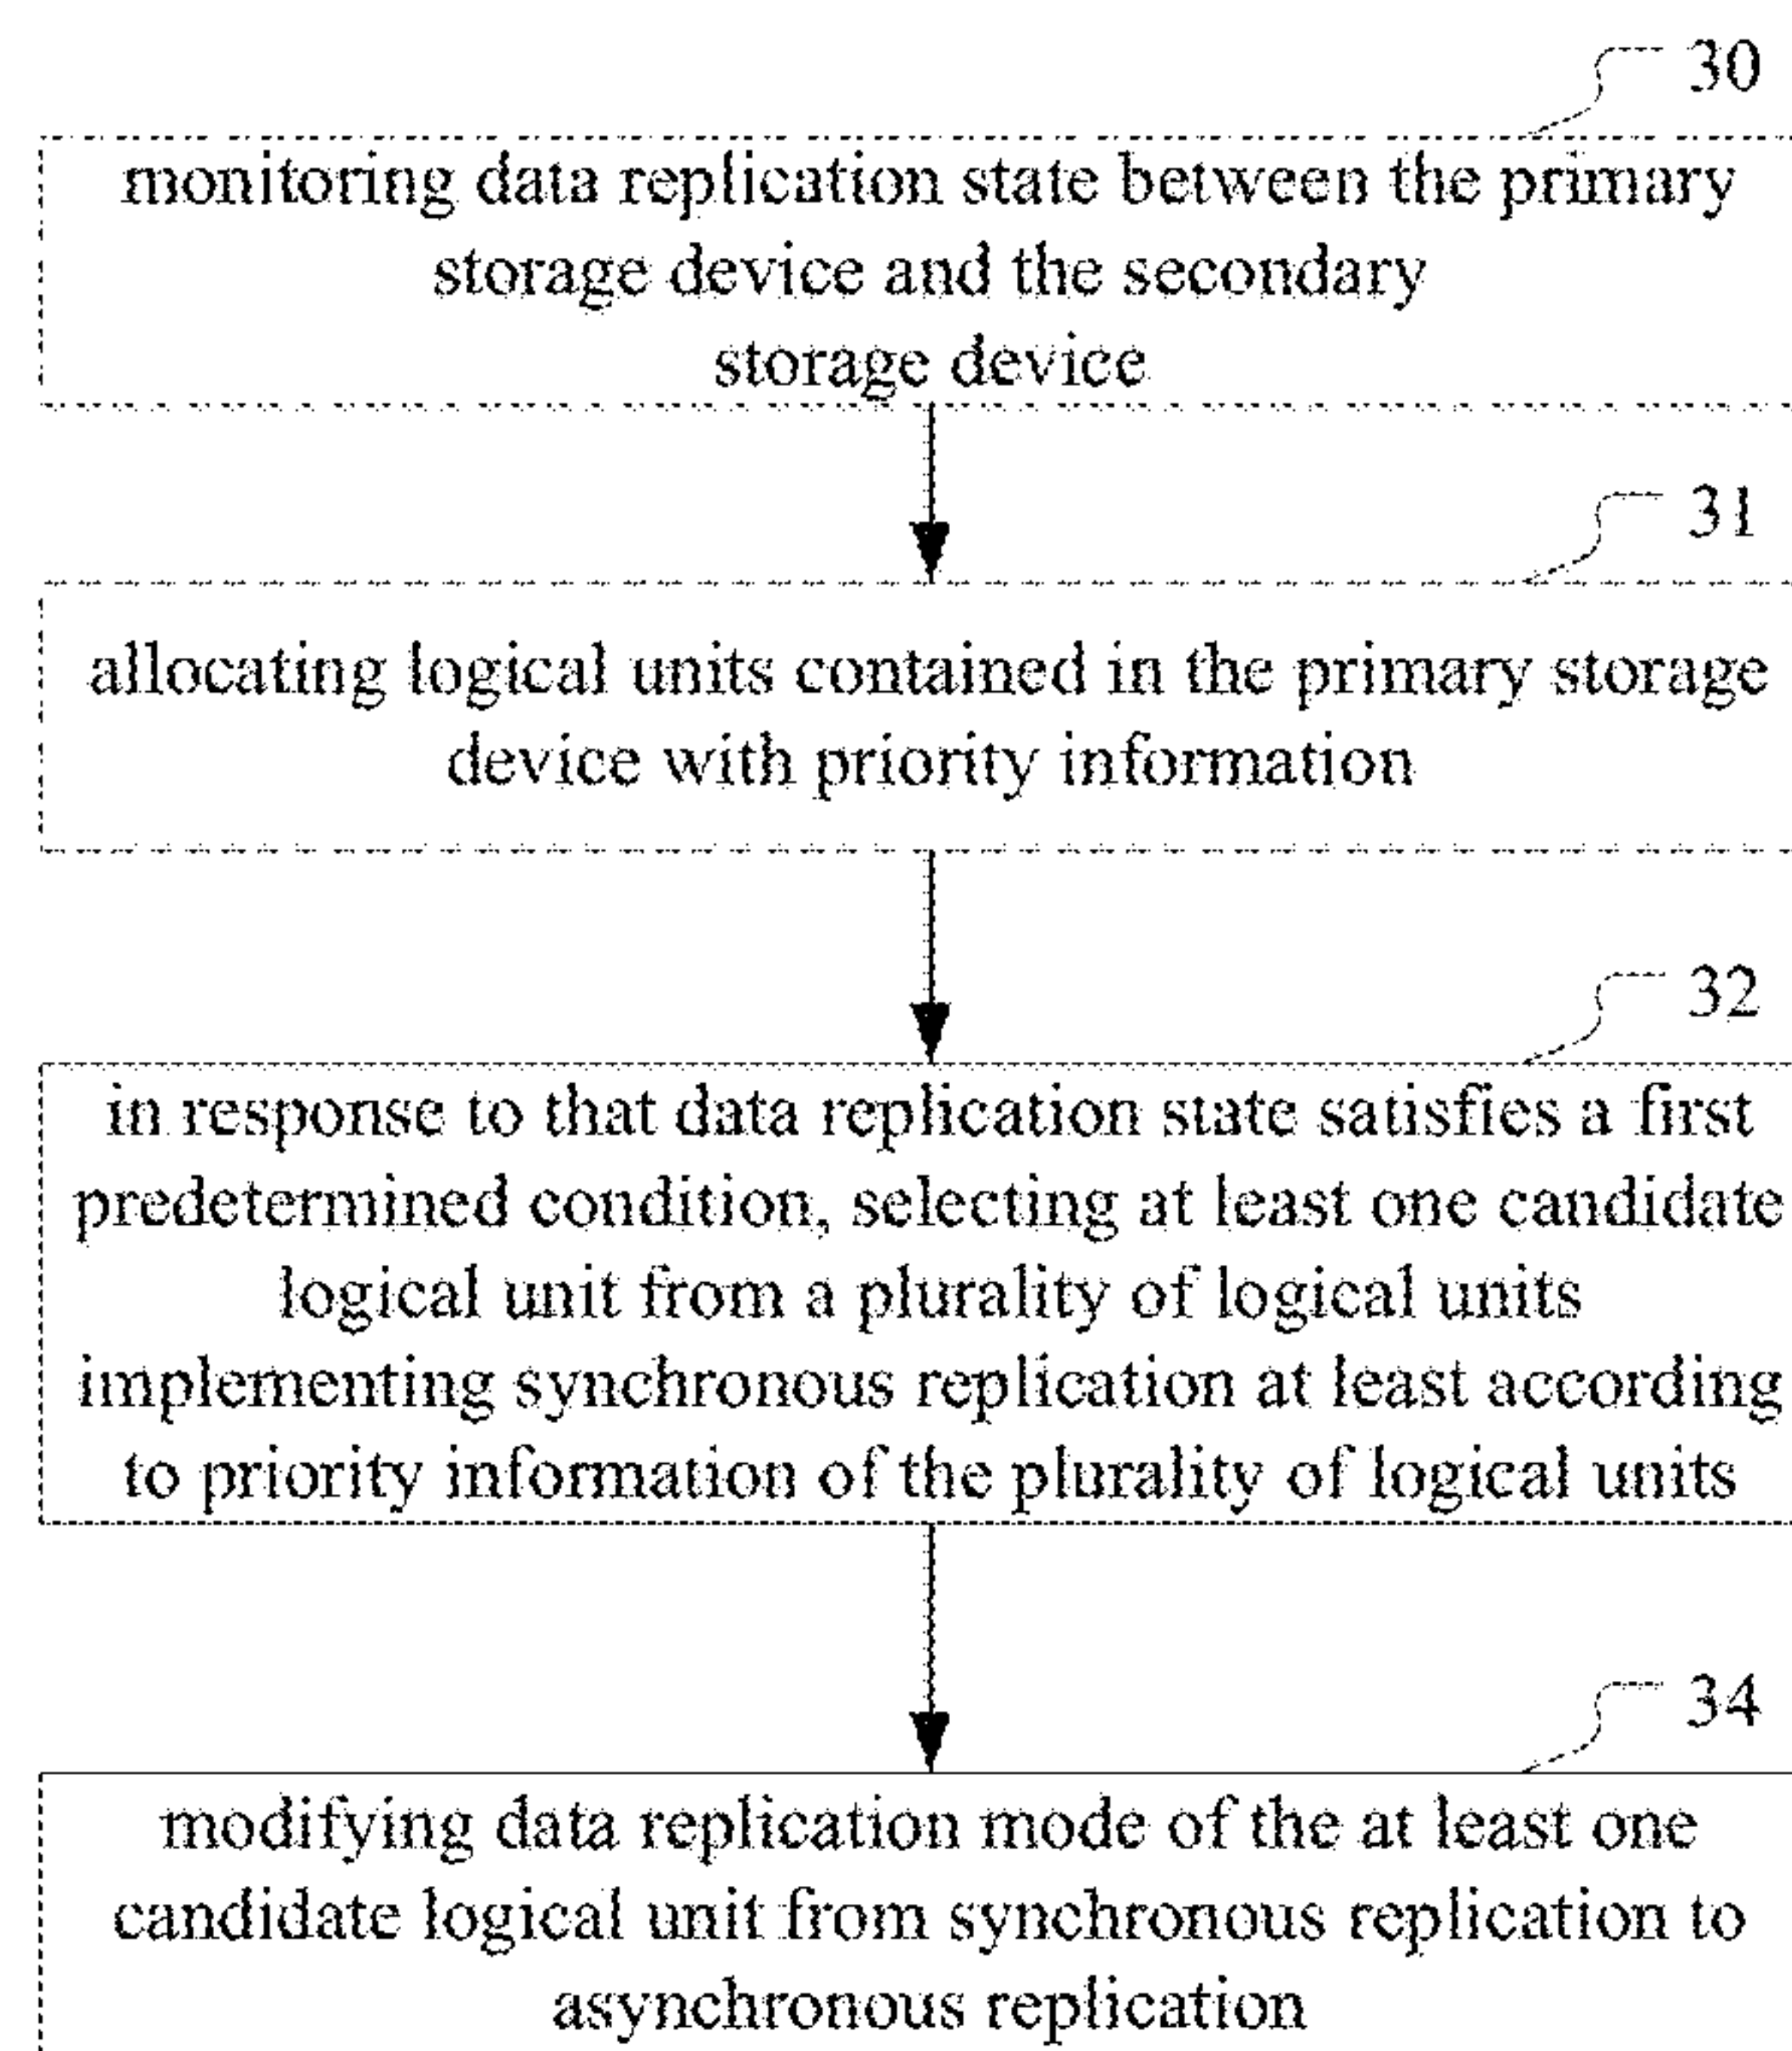 30
monitoring data replication state between the primary
storage device and the secondary
storage device
31
allocating logical units contained in the primary storage
device with priority information
32
in response to that data replication state satisfies a first
predetermined condition, selecting at least one candidate
logical unit from a plurality of logical units
implementing synchronous replication at least according
to priority information of the plurality of logical units
34
modifying data replication mode of the at least one
candidate logical unit from synchronous replication to
asynchronous replication